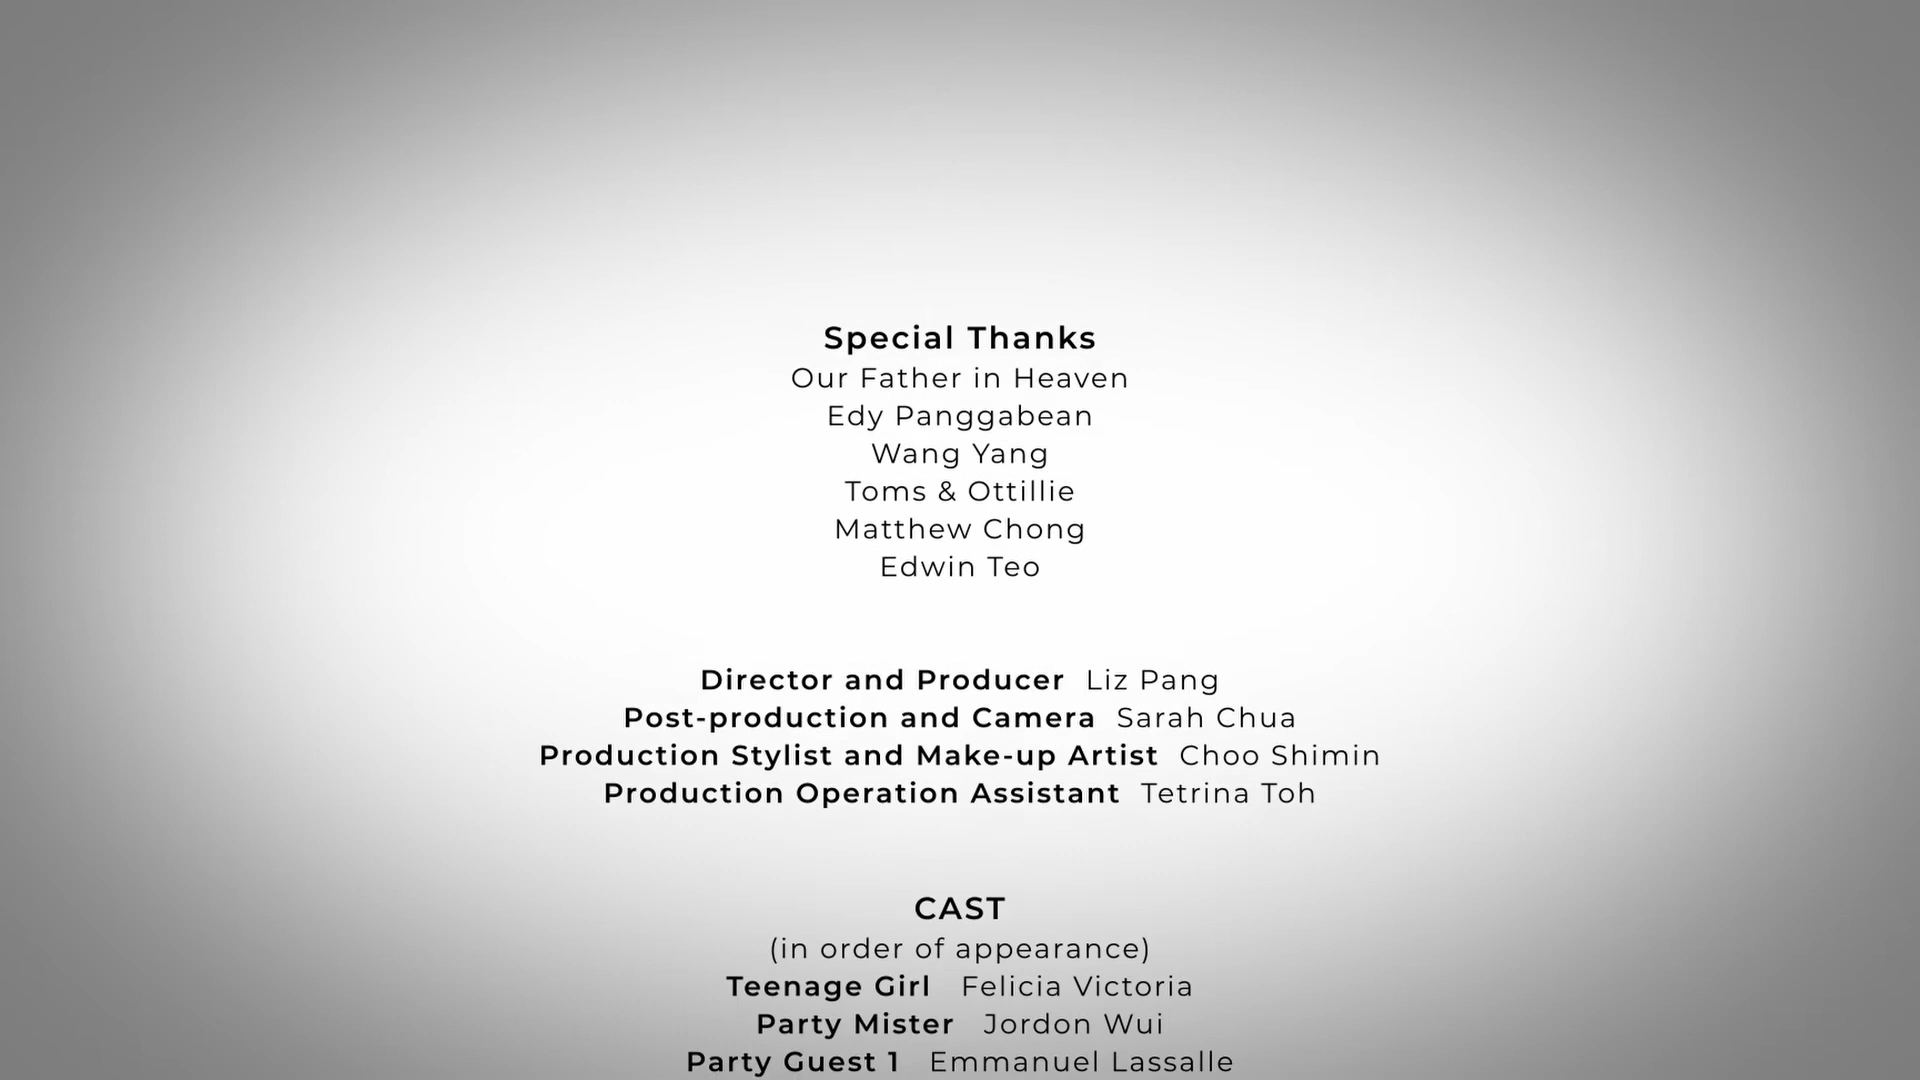 Special Thanks
Our Father in Heaven
Edy Panggabean
Wang Yang
Toms & Ottillie
Matthew Chong
Edwin Teo
Director and Producer Liz Pang
Post-production and Camera Sarah Chua
Production Stylist and Make-up Artist Choo Shimin
Production Operation Assistant Tetrina Toh
CAST
(in order of appearance)
Teenage Girl Felicia Victoria
Party Mister Jordon Wui
Party Guest 1 Emmanuel Lassalle